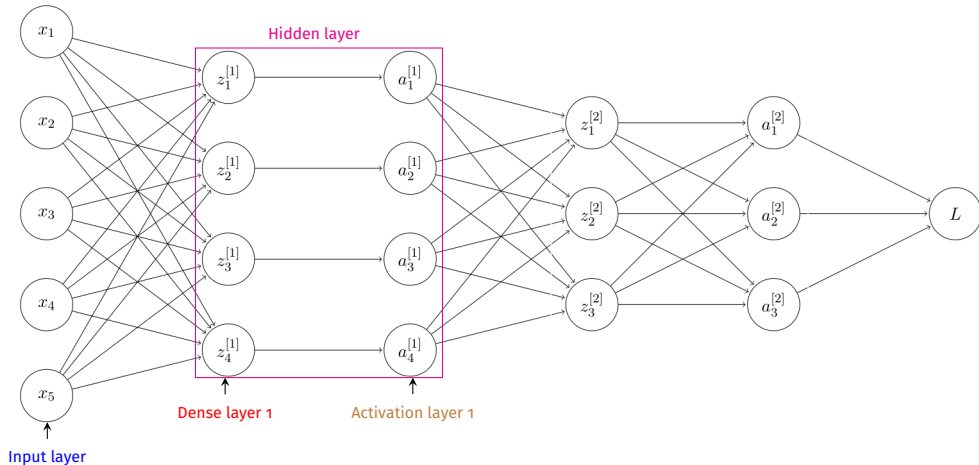 Hidden layer
x₁
x₂
x₃
x₄
x₅
z₁^[1]
z₂^[1]
z₃^[1]
z₄^[1]
a₁^[1]
a₂^[1]
a₃^[1]
a₄^[1]
z₁^[2]
z₂^[2]
z₃^[2]
a₁^[2]
a₂^[2]
a₃^[2]
L
Dense layer 1
Activation layer 1
Input layer